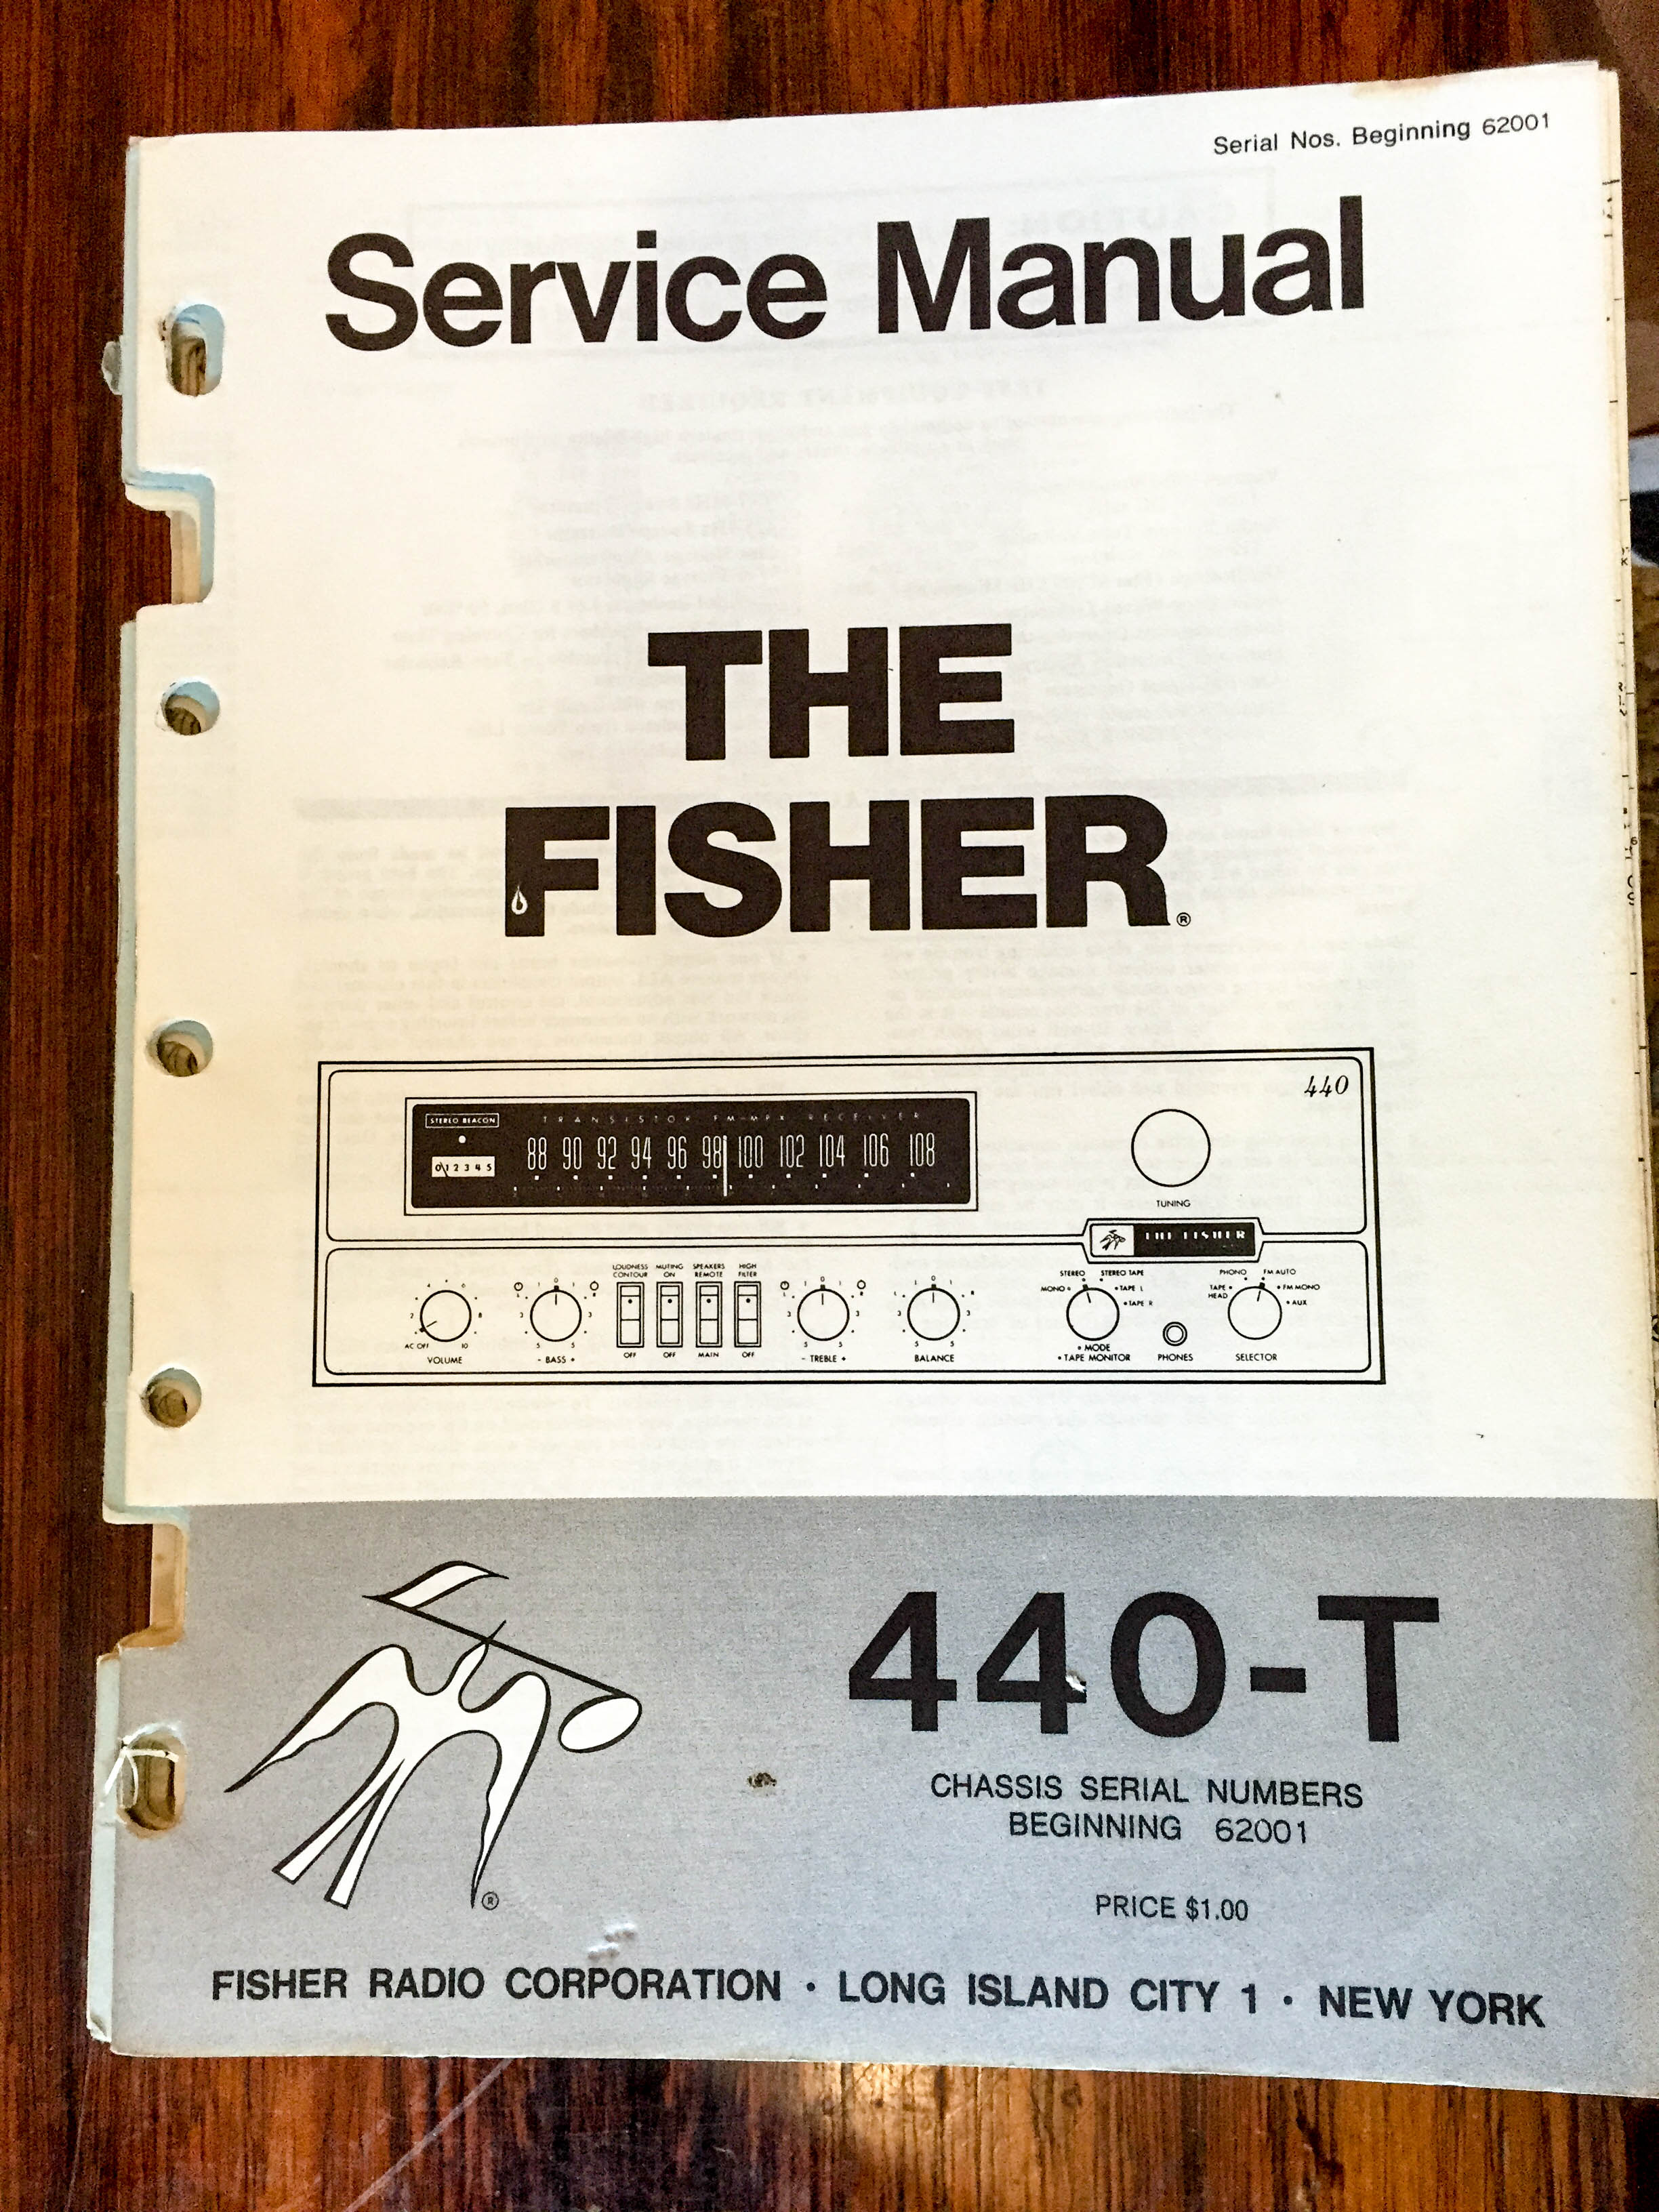 Serial Nos. Beginning 62001
Service Manual
THE
FISHER®
440
STEREO BEACON
TRANSISTOR FM-MPX RECEIVER
88 90 92 94 96 98 100 102 104 106 108
0 1 2 3 4 5
TUNING
THE FISHER
LOUDNESS CONTOUR
MUTING ON
SPEAKERS REMOTE
HIGH FILTER
STEREO
STEREO TAPE
MONO
TAPE L
TAPE R
PHONO
FM AUTO
TAPE HEAD
FM MONO
AUX
AC OFF
10
OFF
OFF
MAIN
OFF
VOLUME
- BASS +
- TREBLE +
BALANCE
• MODE
• TAPE MONITOR
PHONES
SELECTOR
440-T
CHASSIS SERIAL NUMBERS
BEGINNING 62001
PRICE $1.00
®
FISHER RADIO CORPORATION · LONG ISLAND CITY 1 · NEW YORK